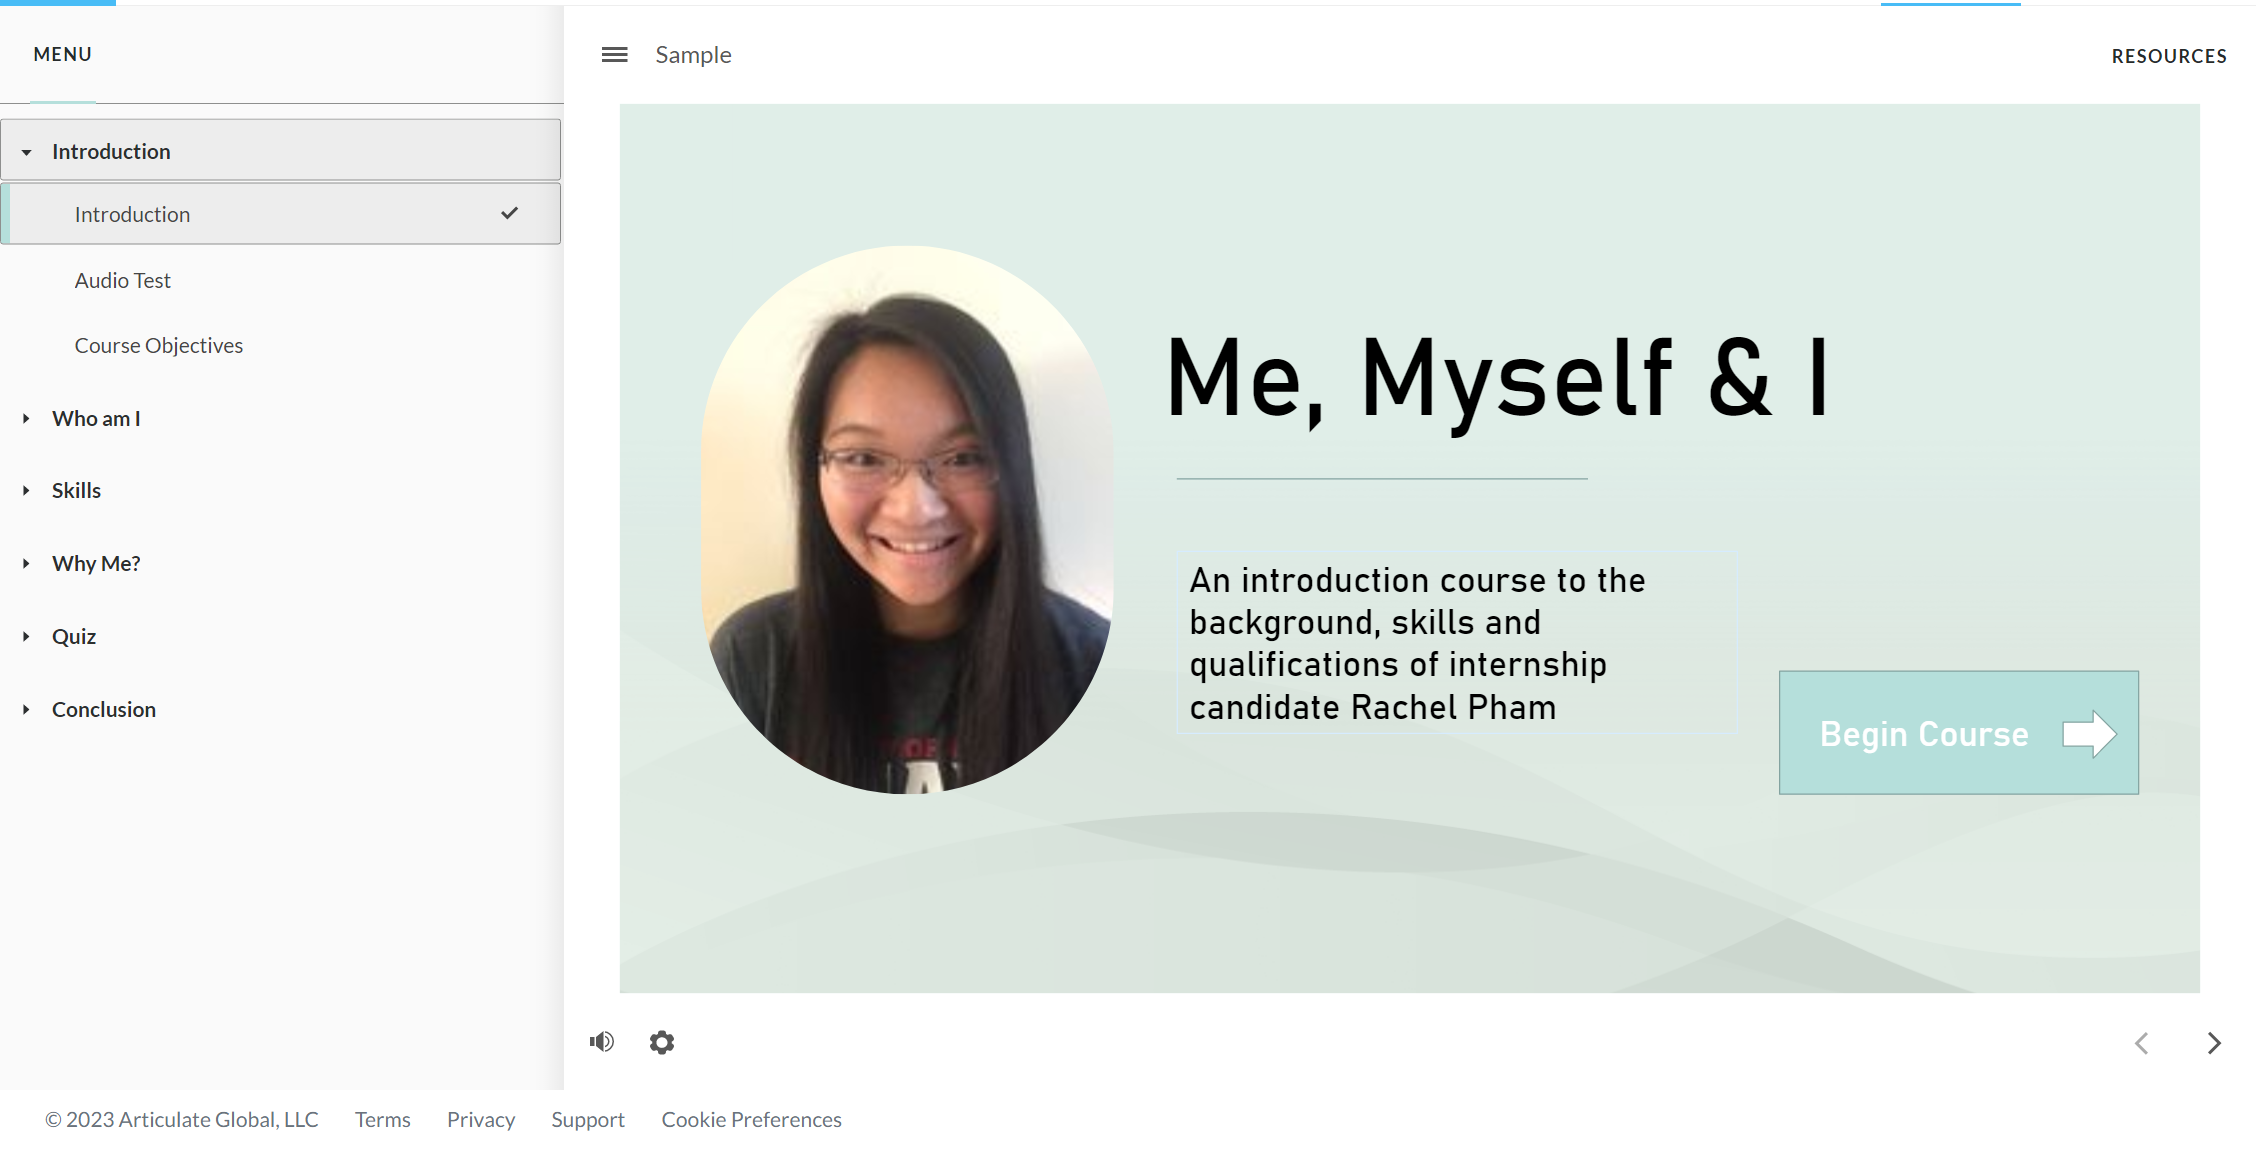 MENU
Introduction
Introduction
Audio Test
Course Objectives
Who am I
Skills
Why Me?
Quiz
Conclusion
Sample
RESOURCES
Me, Myself & I
An introduction course to the
background, skills and
qualifications of internship
candidate Rachel Pham
Begin Course
© 2023 Articulate Global, LLC Terms Privacy Support Cookie Preferences